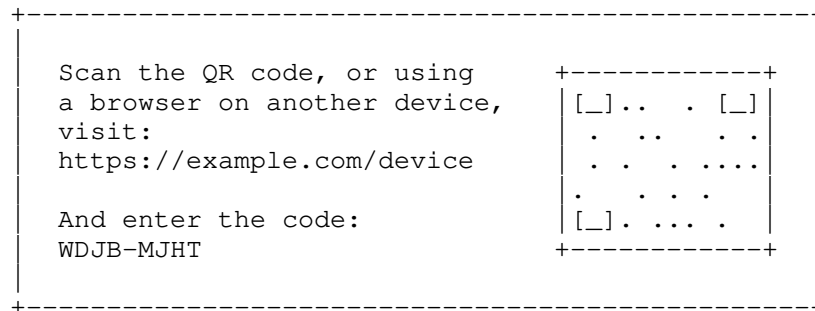 Scan the QR code, or using
a browser on another device,
visit:
https://example.com/device
And enter the code:
WDJB-MJHT